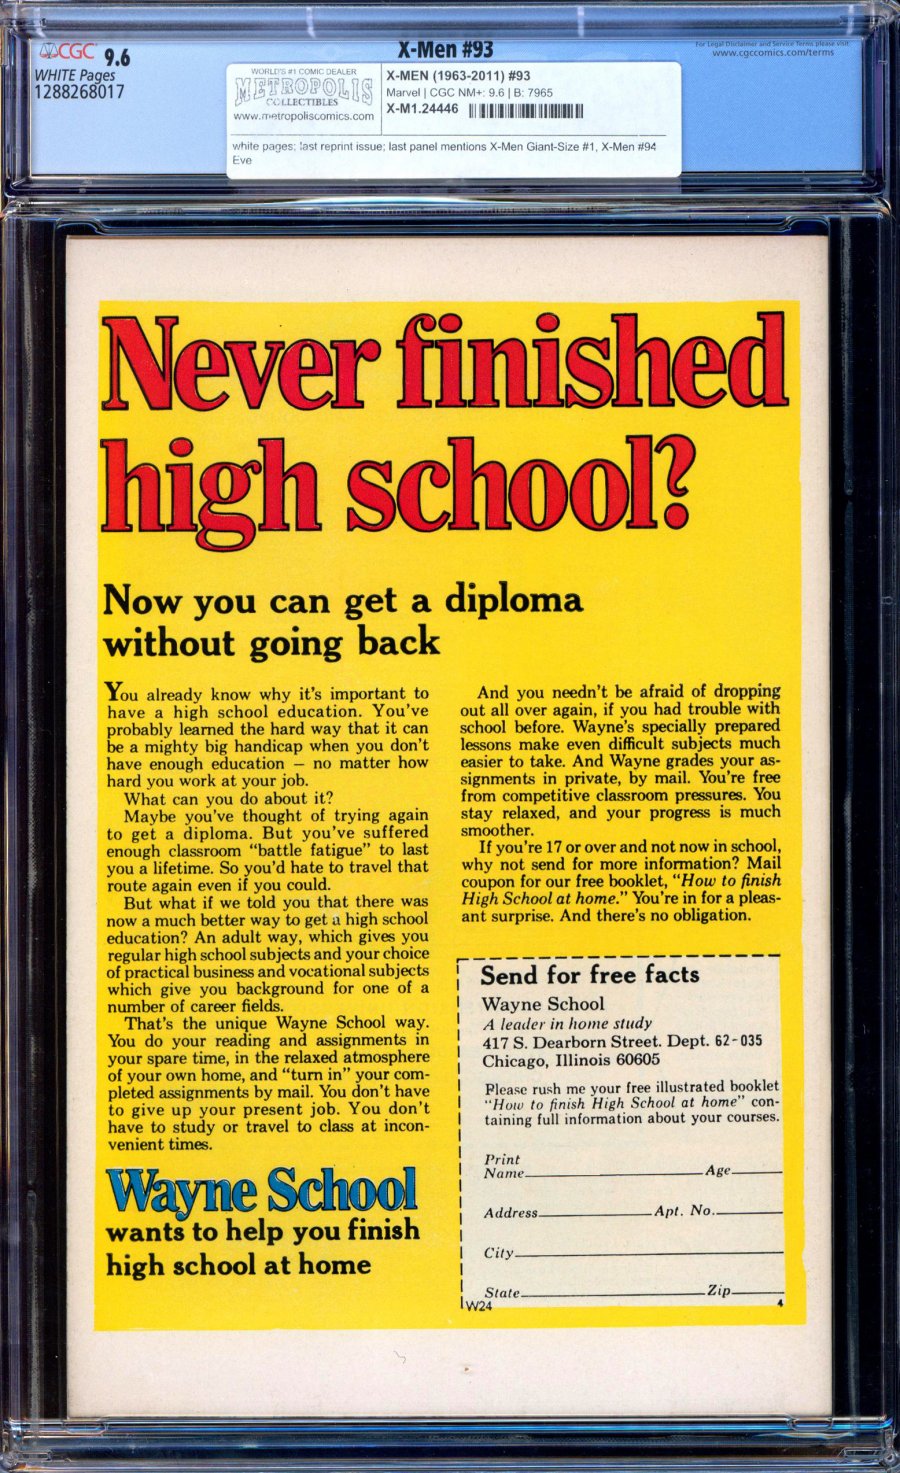 CGC 9.6
X-Men #93
For Legal Disclaimer and Service Terms please visit:
www.cgccomics.com/terms
WHITE Pages
1288268017
WORLD'S #1 COMIC DEALER
METROPOLIS
COLLECTIBLES
www.metropoliscomics.com
X-MEN (1963-2011) #93
Marvel | CGC NM+: 9.6 | B: 7965
X-M1.24446
white pages; last reprint issue; last panel mentions X-Men Giant-Size #1, X-Men #94
Eve
Never finished
high school?
Now you can get a diploma
without going back
You already know why it's important to
have a high school education. You've
probably learned the hard way that it can
be a mighty big handicap when you don't
have enough education — no matter how
hard you work at your job.
What can you do about it?
Maybe you've thought of trying again
to get a diploma. But you've suffered
enough classroom "battle fatigue" to last
you a lifetime. So you'd hate to travel that
route again even if you could.
But what if we told you that there was
now a much better way to get a high school
education? An adult way, which gives you
regular high school subjects and your choice
of practical business and vocational subjects
which give you background for one of a
number of career fields.
That's the unique Wayne School way.
You do your reading and assignments in
your spare time, in the relaxed atmosphere
of your own home, and "turn in" your com-
pleted assignments by mail. You don't have
to give up your present job. You don't
have to study or travel to class at incon-
venient times.
Wayne School
wants to help you finish
high school at home
And you needn't be afraid of dropping
out all over again, if you had trouble with
school before. Wayne's specially prepared
lessons make even difficult subjects much
easier to take. And Wayne grades your as-
signments in private, by mail. You're free
from competitive classroom pressures. You
stay relaxed, and your progress is much
smoother.
If you're 17 or over and not now in school,
why not send for more information? Mail
coupon for our free booklet, "How to finish
High School at home." You're in for a pleas-
ant surprise. And there's no obligation.
Send for free facts
Wayne School
A leader in home study
417 S. Dearborn Street. Dept. 62-035
Chicago, Illinois 60605
Please rush me your free illustrated booklet
"How to finish High School at home" con-
taining full information about your courses.
Print
Name Age
Address Apt. No.
City
State Zip
W24 4